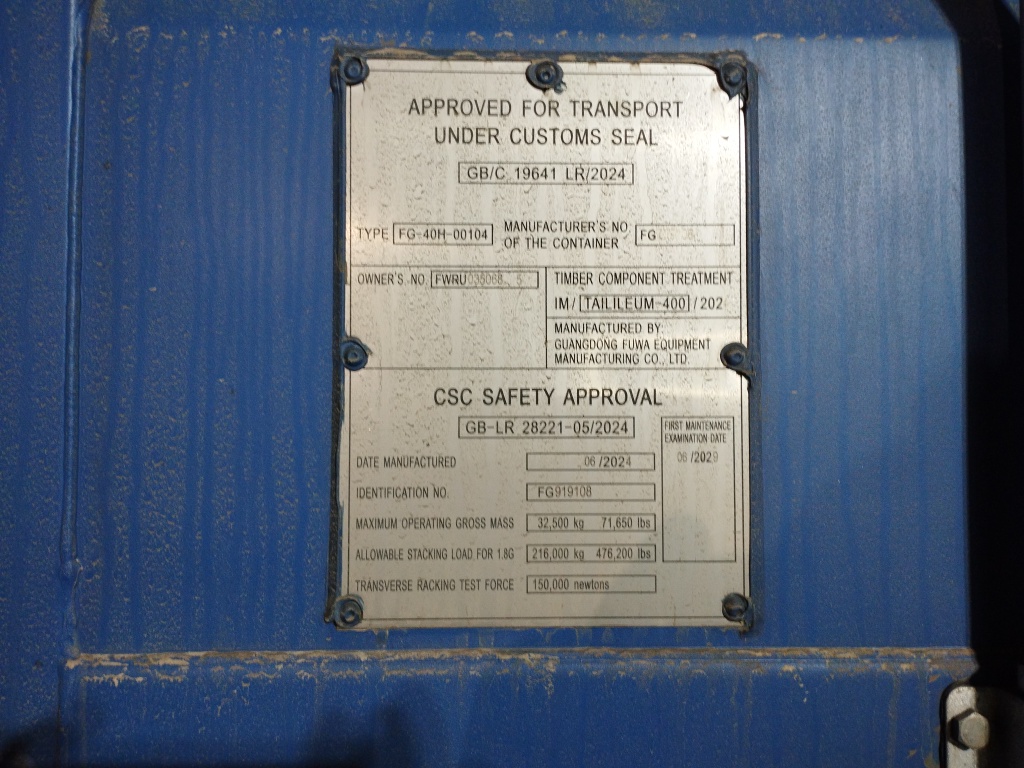 APPROVED FOR TRANSPORT
UNDER CUSTOMS SEAL
GB/C 19641 LR/2024
TYPE FG-40H-00104 MANUFACTURER'S NO. OF THE CONTAINER FG
OWNER'S NO. FWRU
TIMBER COMPONENT TREATMENT
IM/ TAILILEUM-400 /202
MANUFACTURED BY:
GUANGDONG FUWA EQUIPMENT
MANUFACTURING CO., LTD.
CSC SAFETY APPROVAL
GB-LR 28221-05/2024
FIRST MAINTENANCE
EXAMINATION DATE
06 /2029
DATE MANUFACTURED 06 /2024
IDENTIFICATION NO. FG919108
MAXIMUM OPERATING GROSS MASS 32,500 kg 71,650 lbs
ALLOWABLE STACKING LOAD FOR 1.8G 216,000 kg 476,200 lbs
TRANSVERSE RACKING TEST FORCE 150,000 newtons